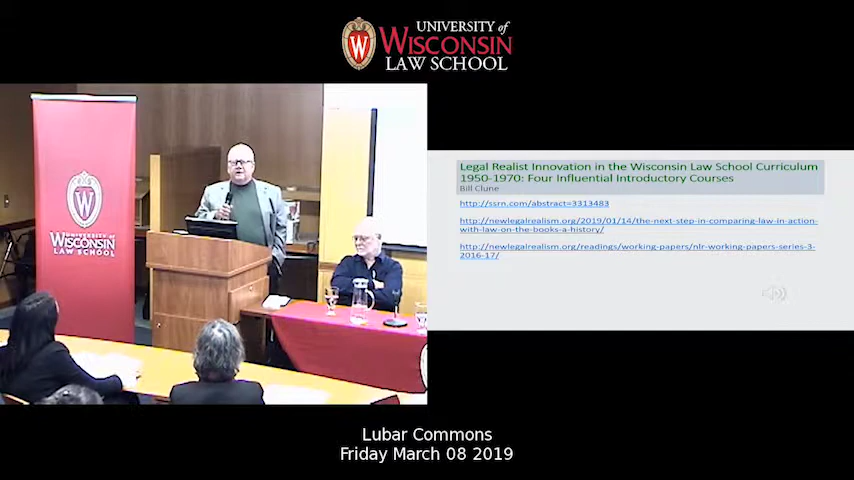 UNIVERSITY of
WISCONSIN
LAW SCHOOL
W
UNIVERSITY of
WISCONSIN
LAW SCHOOL
Legal Realist Innovation in the Wisconsin Law School Curriculum
1950-1970: Four Influential Introductory Courses
Bill Clune
http://ssrn.com/abstract=3313483
http://newlegalrealism.org/2019/01/14/the-next-step-in-comparing-law-in-action-
with-law-on-the-books-a-history/
http://newlegalrealism.org/readings/working-papers/nlr-working-papers-series-3-
2016-17/
Lubar Commons
Friday March 08 2019